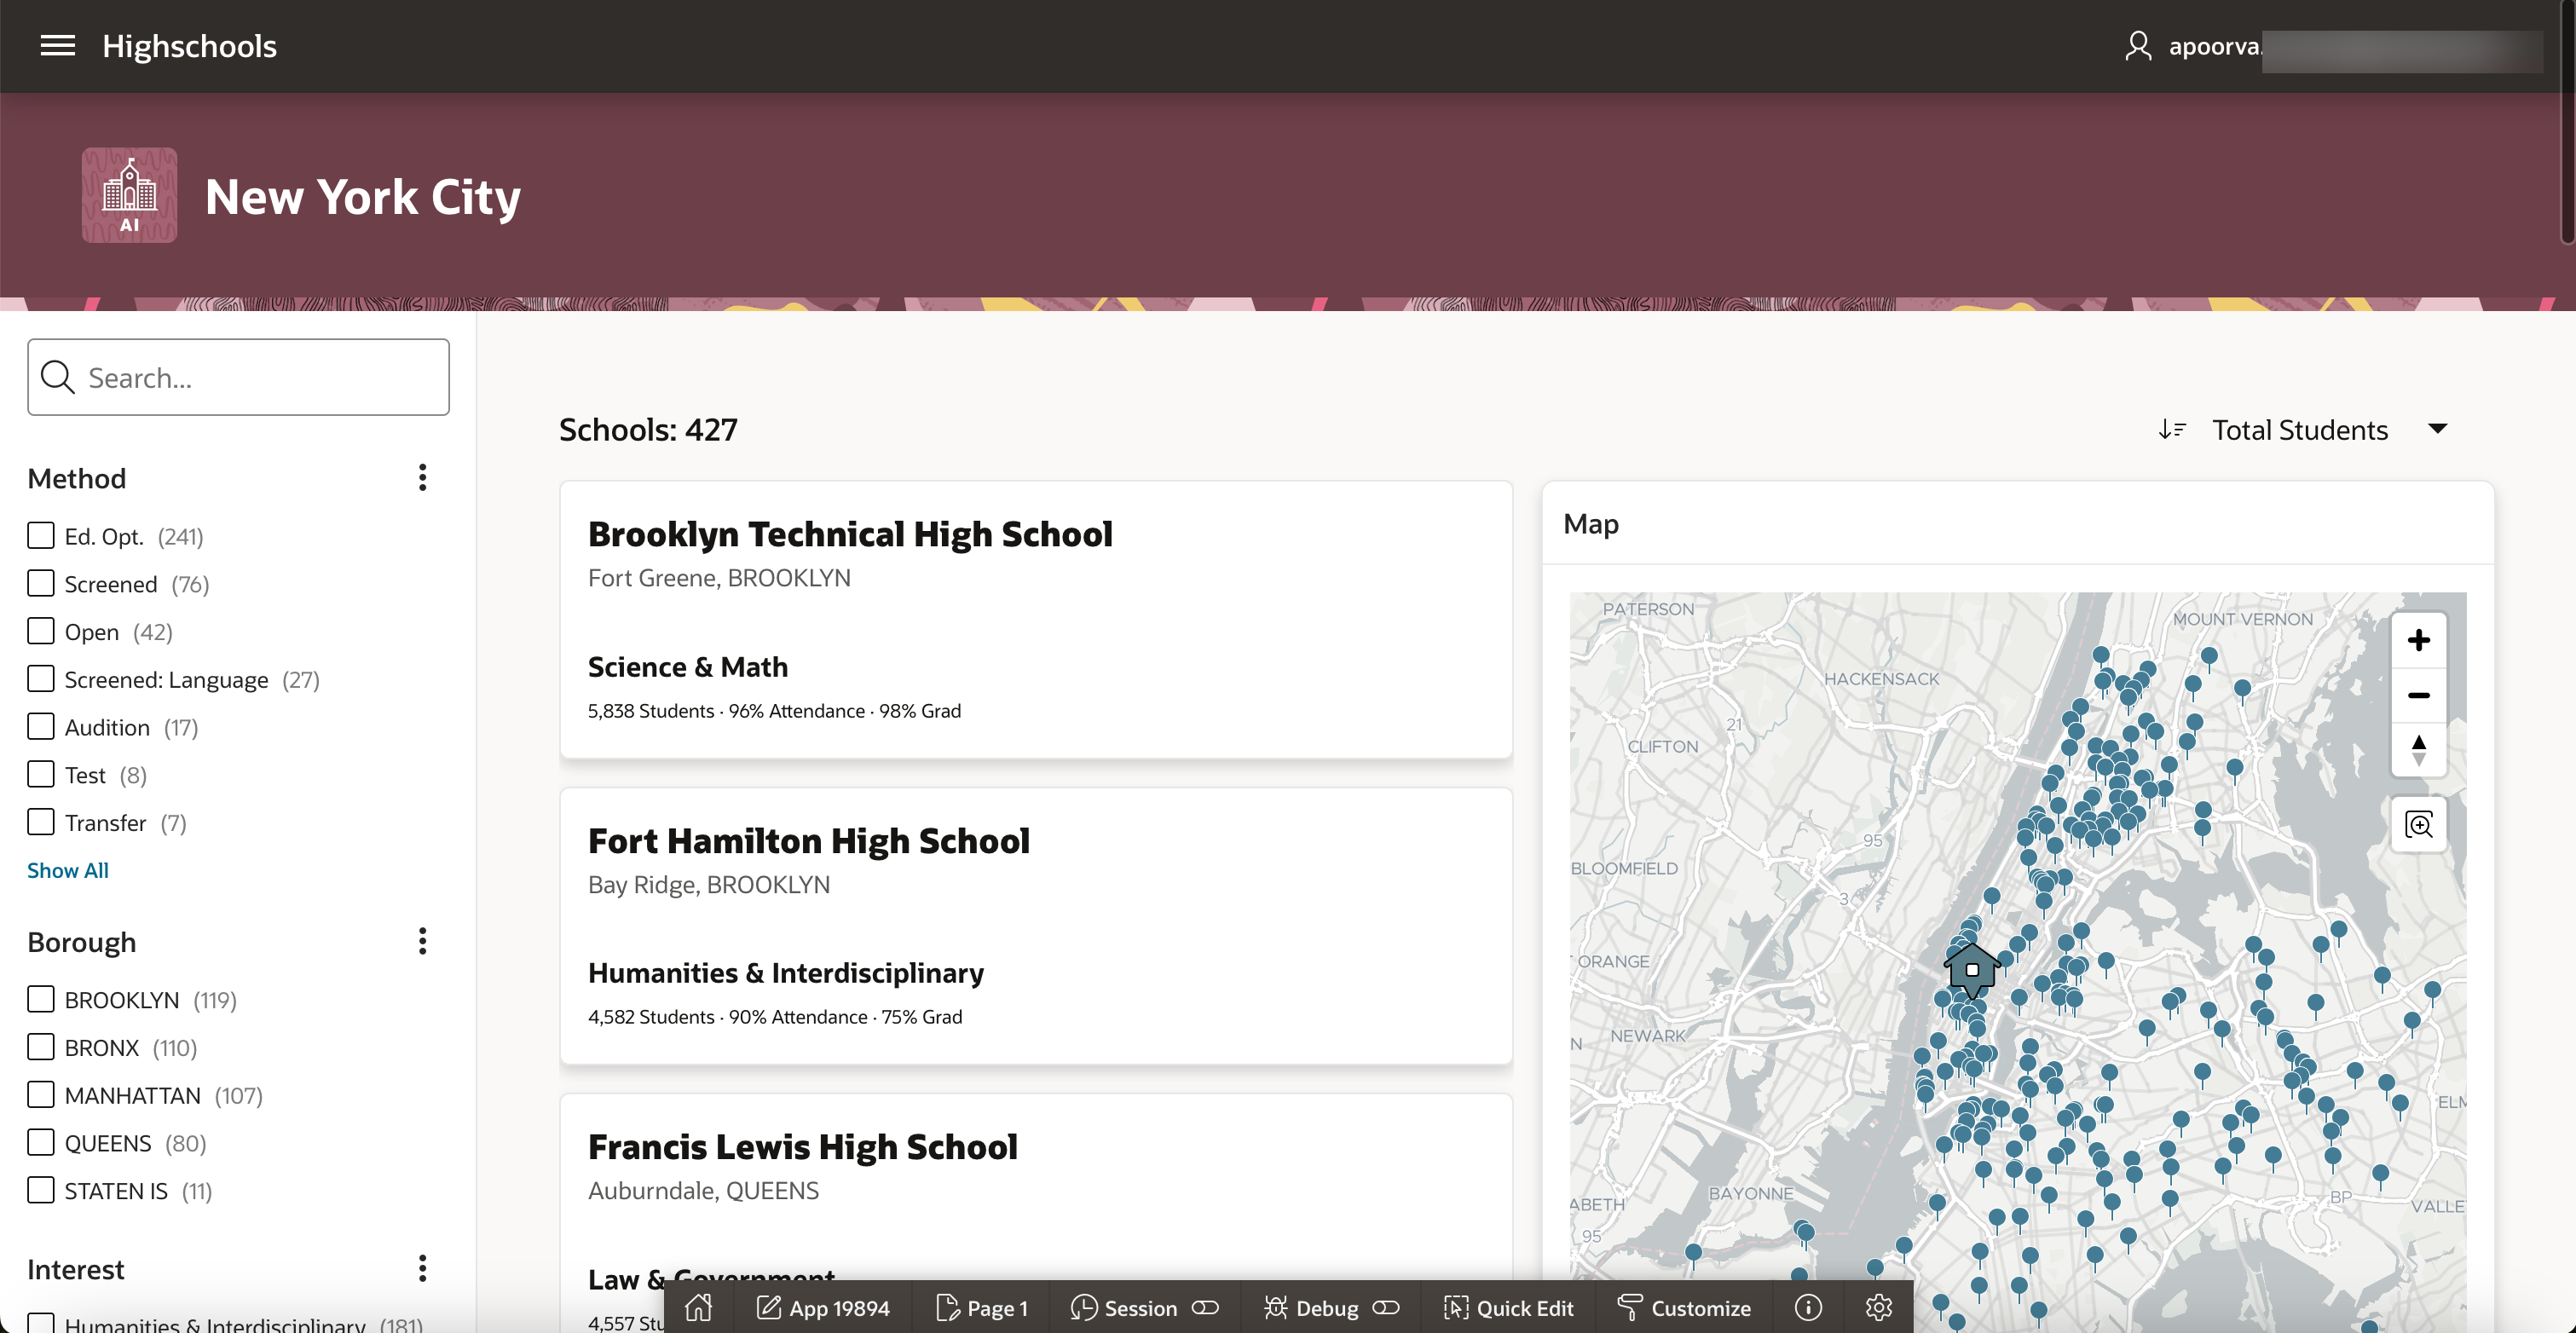 Highschools
apoorva.
AI
New York City
Search...
Method
Ed. Opt. (241)
Screened (76)
Open (42)
Screened: Language (27)
Audition (17)
Test (8)
Transfer (7)
Show All
Borough
BROOKLYN (119)
BRONX (110)
MANHATTAN (107)
QUEENS (80)
STATEN IS (11)
Interest
Humanities & Interdisciplinary (181)
Schools: 427
Total Students
Brooklyn Technical High School
Fort Greene, BROOKLYN
Science & Math
5,838 Students · 96% Attendance · 98% Grad
Fort Hamilton High School
Bay Ridge, BROOKLYN
Humanities & Interdisciplinary
4,582 Students · 90% Attendance · 75% Grad
Francis Lewis High School
Auburndale, QUEENS
Law & Government
4,557 Stu
Map
PATERSON
MOUNT VERNON
HACKENSACK
21
CLIFTON
95
BLOOMFIELD
3
ORANGE
NEWARK
N
ELM
BAYONNE
ABETH
BP
VALLE
95
App 19894
Page 1
Session
Debug
Quick Edit
Customize